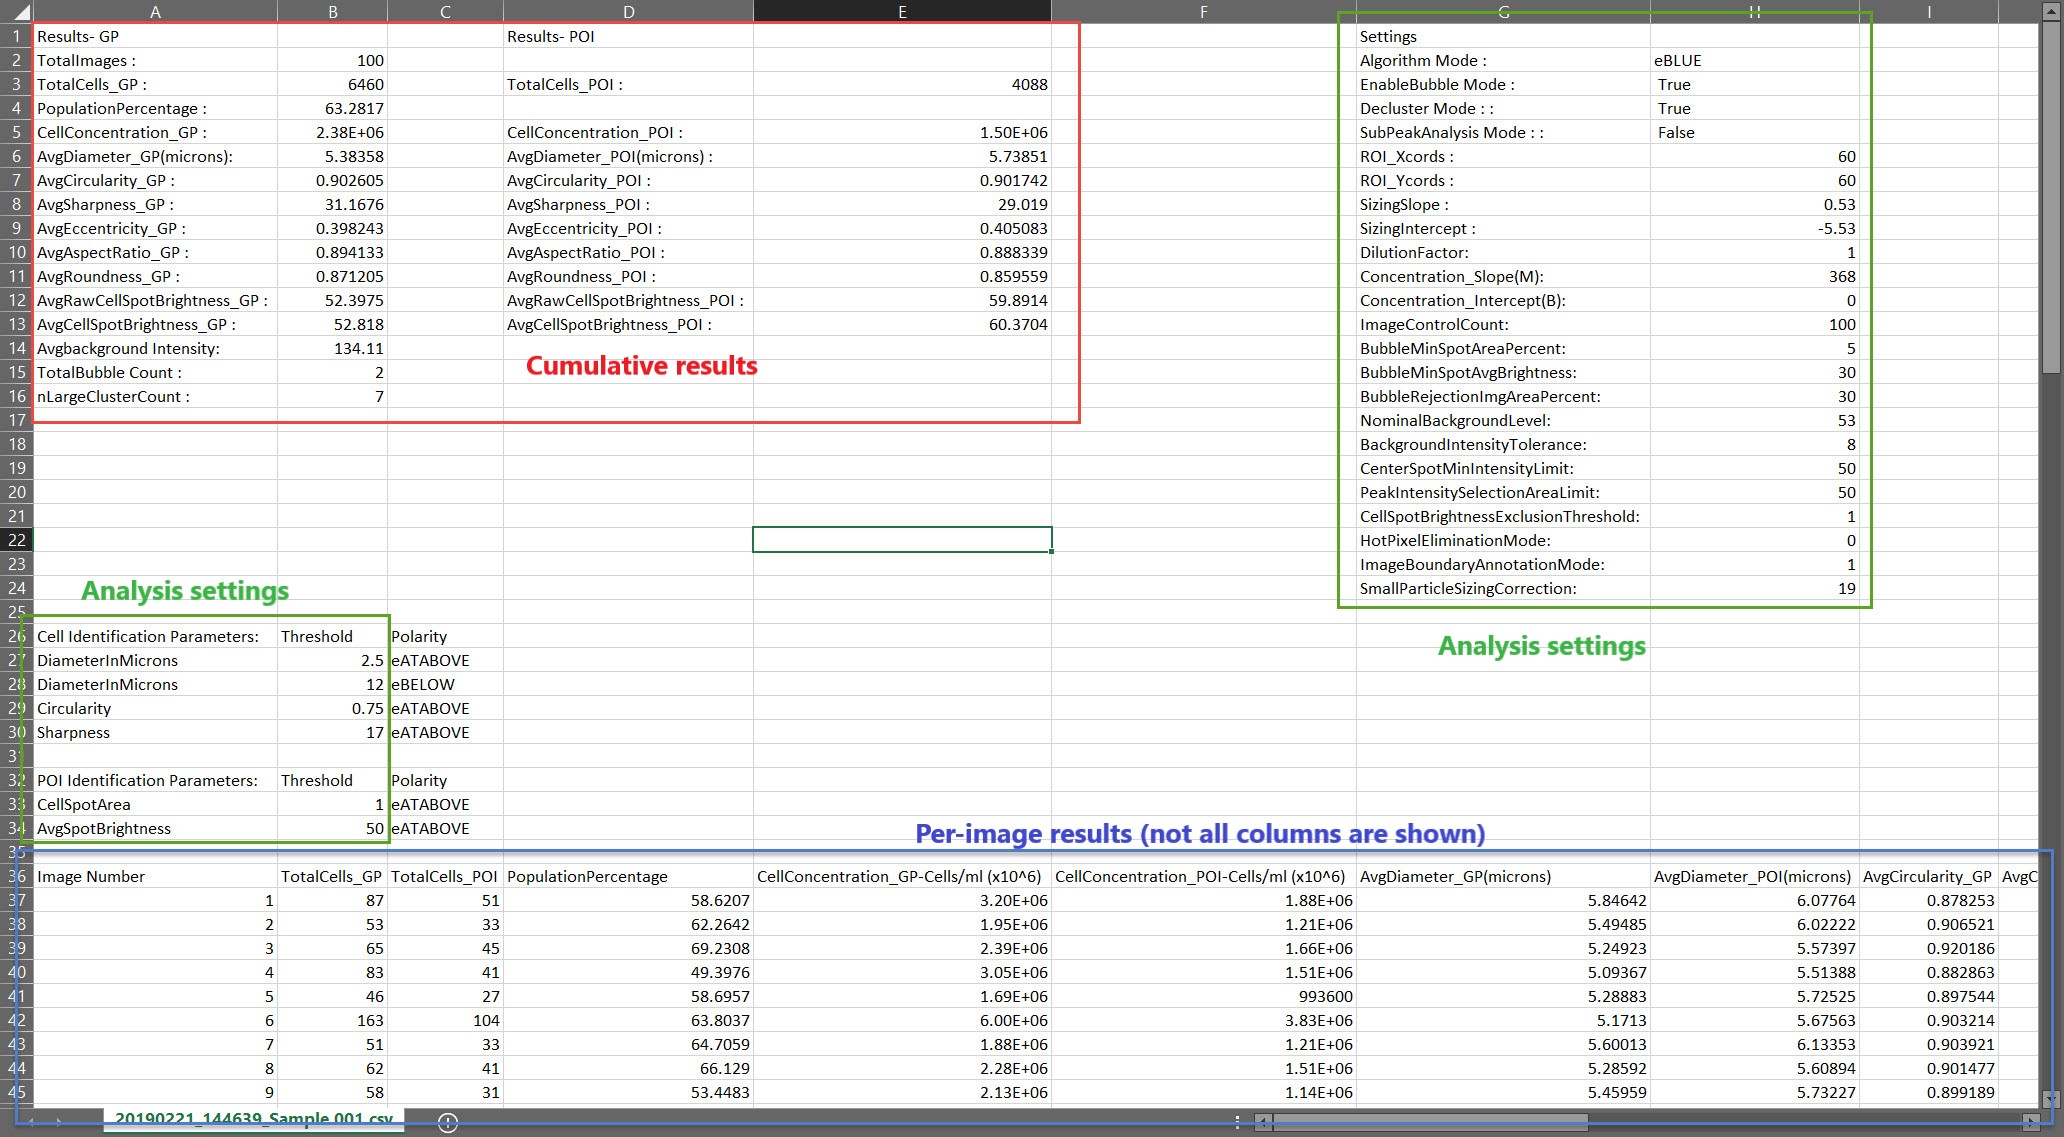 A B C D E F G H I
1 Results- GP Results- POI Settings
2 TotalImages : 100 Algorithm Mode : eBLUE
3 TotalCells_GP : 6460 TotalCells_POI : 4088 EnableBubble Mode : True
4 PopulationPercentage : 63.2817 Decluster Mode : : True
5 CellConcentration_GP : 2.38E+06 CellConcentration_POI : 1.50E+06 SubPeakAnalysis Mode : : False
6 AvgDiameter_GP(microns): 5.38358 AvgDiameter_POI(microns) : 5.73851 ROI_Xcords : 60
7 AvgCircularity_GP : 0.902605 AvgCircularity_POI : 0.901742 ROI_Ycords : 60
8 AvgSharpness_GP : 31.1676 AvgSharpness_POI : 29.019 SizingSlope : 0.53
9 AvgEccentricity_GP : 0.398243 AvgEccentricity_POI : 0.405083 SizingIntercept : -5.53
10 AvgAspectRatio_GP : 0.894133 AvgAspectRatio_POI : 0.888339 DilutionFactor: 1
11 AvgRoundness_GP : 0.871205 AvgRoundness_POI : 0.859559 Concentration_Slope(M): 368
12 AvgRawCellSpotBrightness_GP : 52.3975 AvgRawCellSpotBrightness_POI : 59.8914 Concentration_Intercept(B): 0
13 AvgCellSpotBrightness_GP : 52.818 AvgCellSpotBrightness_POI : 60.3704 ImageControlCount: 100
14 Avgbackground Intensity: 134.11 BubbleMinSpotAreaPercent: 5
Cumulative results
15 TotalBubble Count : 2 BubbleMinSpotAvgBrightness: 30
16 nLargeClusterCount : 7 BubbleRejectionImgAreaPercent: 30
17 NominalBackgroundLevel: 53
18 BackgroundIntensityTolerance: 8
19 CenterSpotMinIntensityLimit: 50
20 PeakIntensitySelectionAreaLimit: 50
21 CellSpotBrightnessExclusionThreshold: 1
22 HotPixelEliminationMode: 0
23 ImageBoundaryAnnotationMode: 1
24 SmallParticleSizingCorrection: 19
Analysis settings
25
26 Cell Identification Parameters: Threshold Polarity
Analysis settings
27 DiameterInMicrons 2.5 eATABOVE
28 DiameterInMicrons 12 eBELOW
29 Circularity 0.75 eATABOVE
30 Sharpness 17 eATABOVE
31
32 POI Identification Parameters: Threshold Polarity
33 CellSpotArea 1 eATABOVE
34 AvgSpotBrightness 50 eATABOVE
Per-image results (not all columns are shown)
35
36 Image Number TotalCells_GP TotalCells_POI PopulationPercentage CellConcentration_GP-Cells/ml (x10^6) CellConcentration_POI-Cells/ml (x10^6) AvgDiameter_GP(microns) AvgDiameter_POI(microns) AvgCircularity_GP AvgC
37 1 87 51 58.6207 3.20E+06 1.88E+06 5.84642 6.07764 0.878253
38 2 53 33 62.2642 1.95E+06 1.21E+06 5.49485 6.02222 0.906521
39 3 65 45 69.2308 2.39E+06 1.66E+06 5.24923 5.57397 0.920186
40 4 83 41 49.3976 3.05E+06 1.51E+06 5.09367 5.51388 0.882863
41 5 46 27 58.6957 1.69E+06 993600 5.28883 5.72525 0.897544
42 6 163 104 63.8037 6.00E+06 3.83E+06 5.1713 5.67563 0.903214
43 7 51 33 64.7059 1.88E+06 1.21E+06 5.60013 6.13353 0.903921
44 8 62 41 66.129 2.28E+06 1.51E+06 5.28592 5.60894 0.901477
45 9 58 31 53.4483 2.13E+06 1.14E+06 5.45959 5.73227 0.899189
20190221_144639_Sample 001.csv